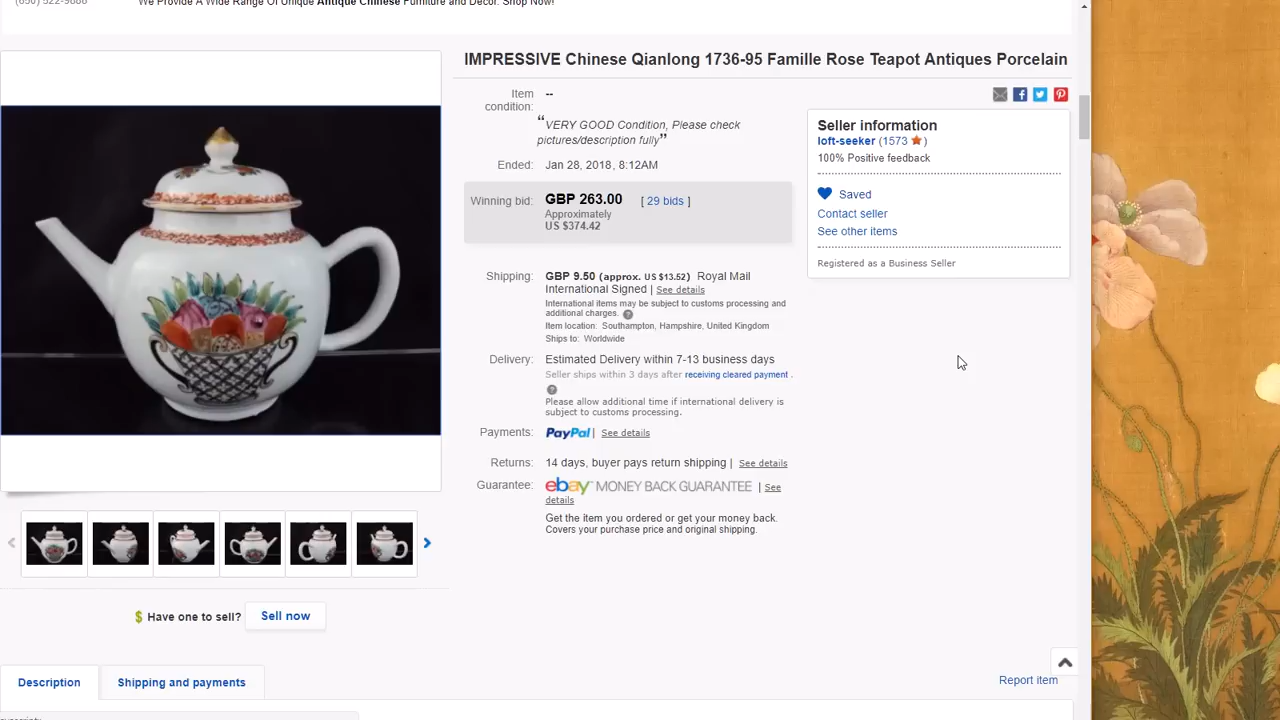 (650) 522-9888
We Provide A Wide Range Of Unique Antique Chinese Furniture and Decor. Shop Now!
IMPRESSIVE Chinese Qianlong 1736-95 Famille Rose Teapot Antiques Porcelain
Item condition: --
“VERY GOOD Condition, Please check
pictures/description fully”
Ended: Jan 28, 2018, 8:12AM
Winning bid: GBP 263.00 [ 29 bids ]
Approximately
US $374.42
Shipping: GBP 9.50 (approx. US $13.52) Royal Mail
International Signed | See details
International items may be subject to customs processing and
additional charges. ?
Item location: Southampton, Hampshire, United Kingdom
Ships to: Worldwide
Delivery: Estimated Delivery within 7-13 business days
Seller ships within 3 days after receiving cleared payment .
?
Please allow additional time if international delivery is
subject to customs processing.
Payments: PayPal | See details
Returns: 14 days, buyer pays return shipping | See details
Guarantee: ebay MONEY BACK GUARANTEE | See
details
Get the item you ordered or get your money back.
Covers your purchase price and original shipping.
Seller information
loft-seeker (1573 )
100% Positive feedback
Saved
Contact seller
See other items
Registered as a Business Seller
$ Have one to sell? Sell now
Description
Shipping and payments
Report item